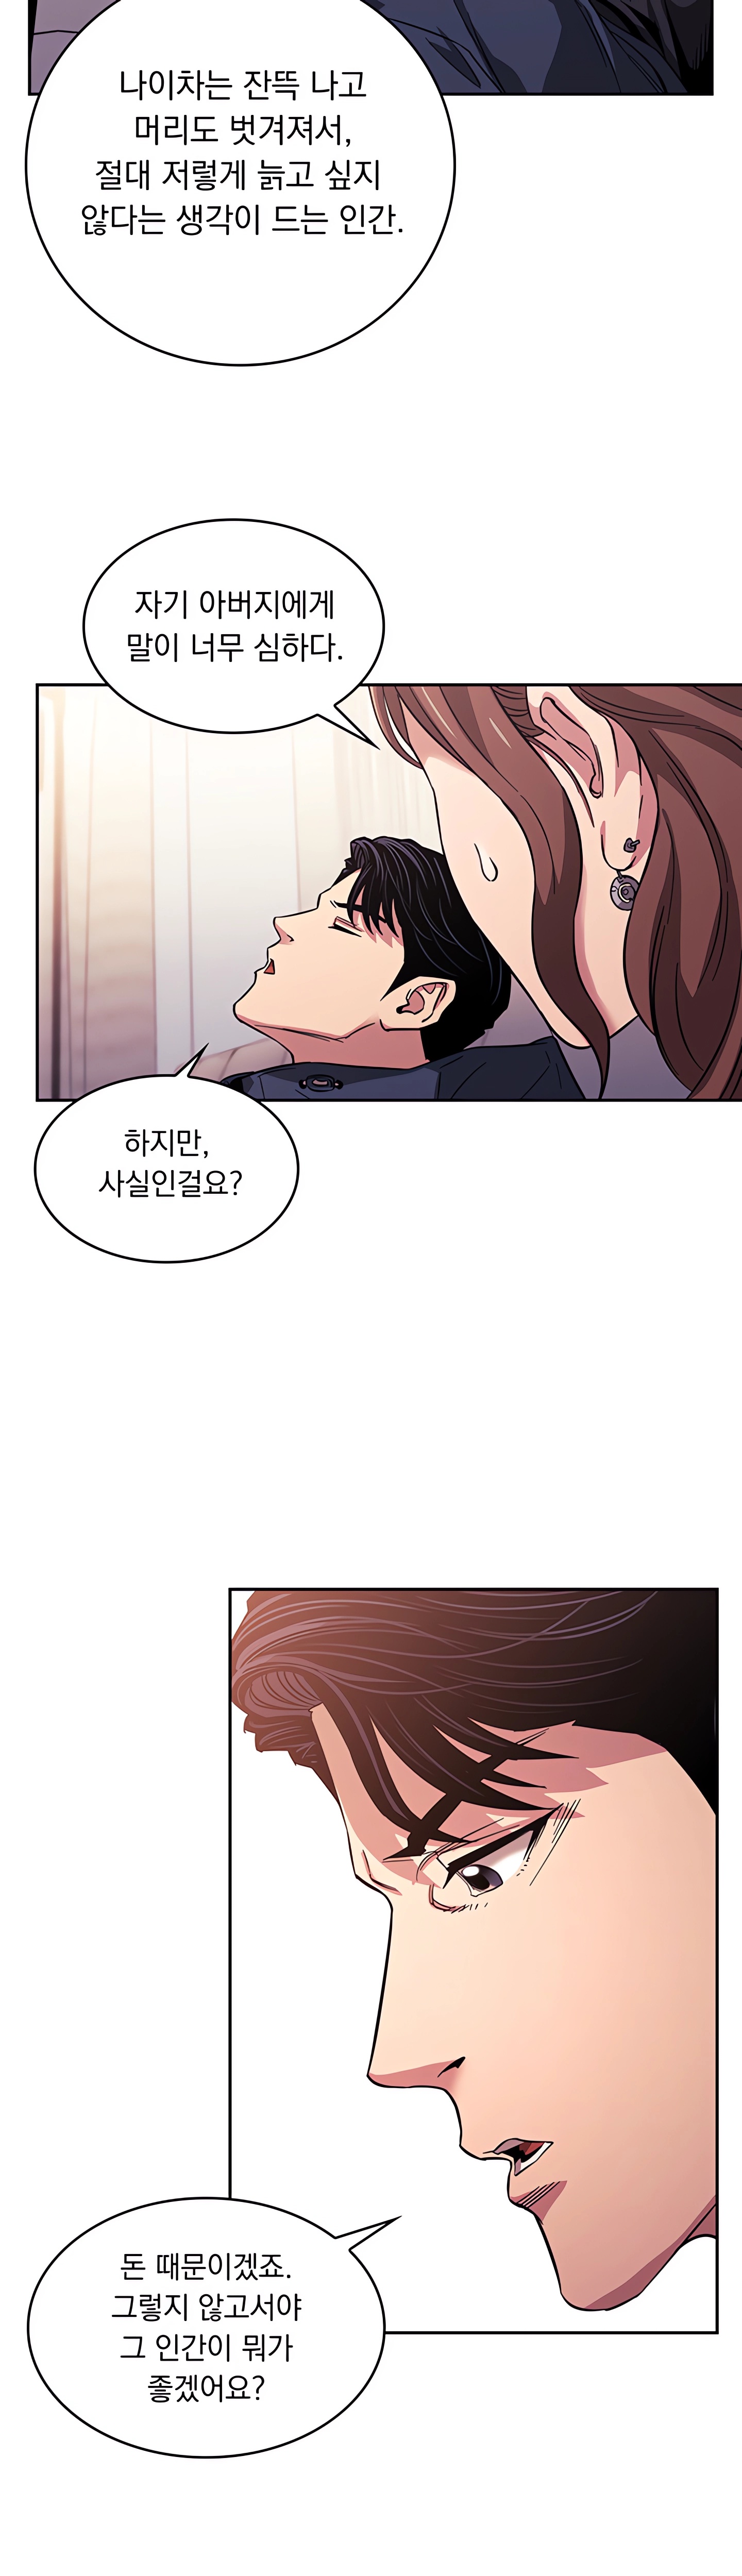 나이차는 잔뜩 나고
머리도 벗겨져서,
절대 저렇게 늙고 싶지
않다는 생각이 드는 인간.
자기 아버지에게
말이 너무 심하다.
하지만,
사실인걸요?
돈 때문이겠죠.
그렇지 않고서야
그 인간이 뭐가
좋겠어요?